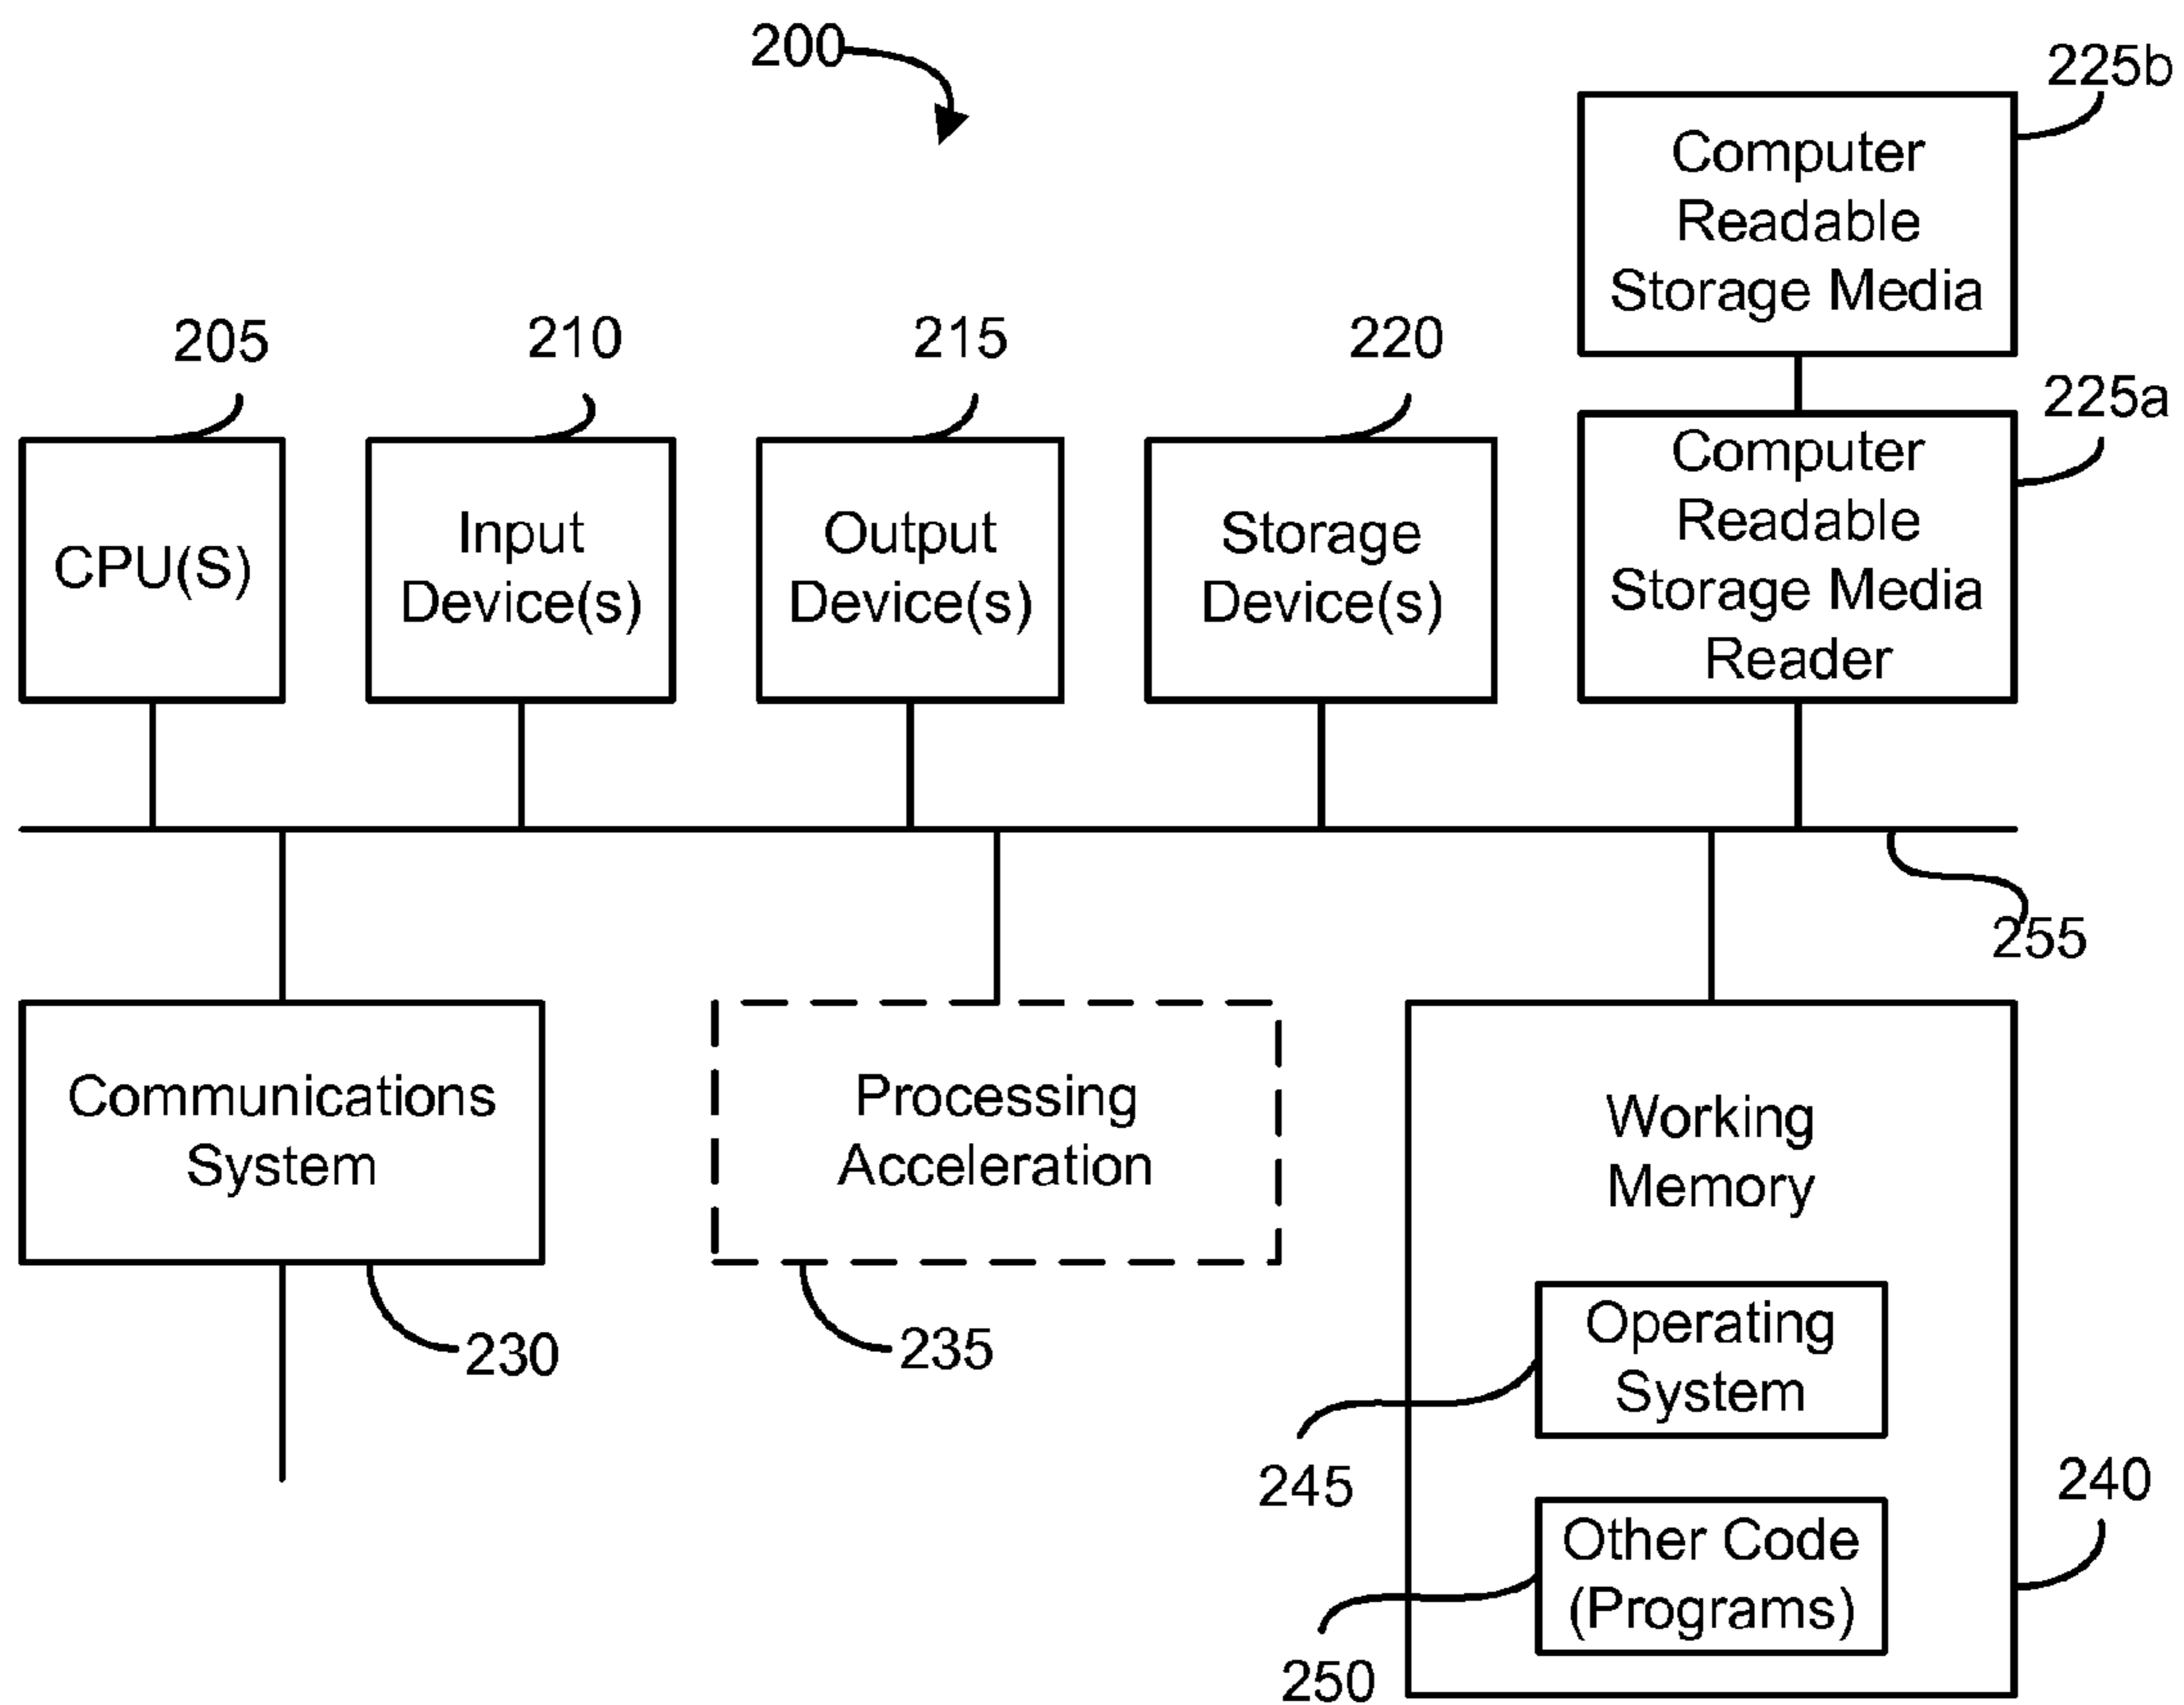 200
225b
Computer
Readable
Storage Media
205
210
215
220
225a
CPU(S)
Input
Device(s)
Output
Device(s)
Storage
Device(s)
Computer
Readable
Storage Media
Reader
255
Communications
System
230
Processing
Acceleration
235
Working
Memory
Operating
System
245
Other Code
(Programs)
250
240